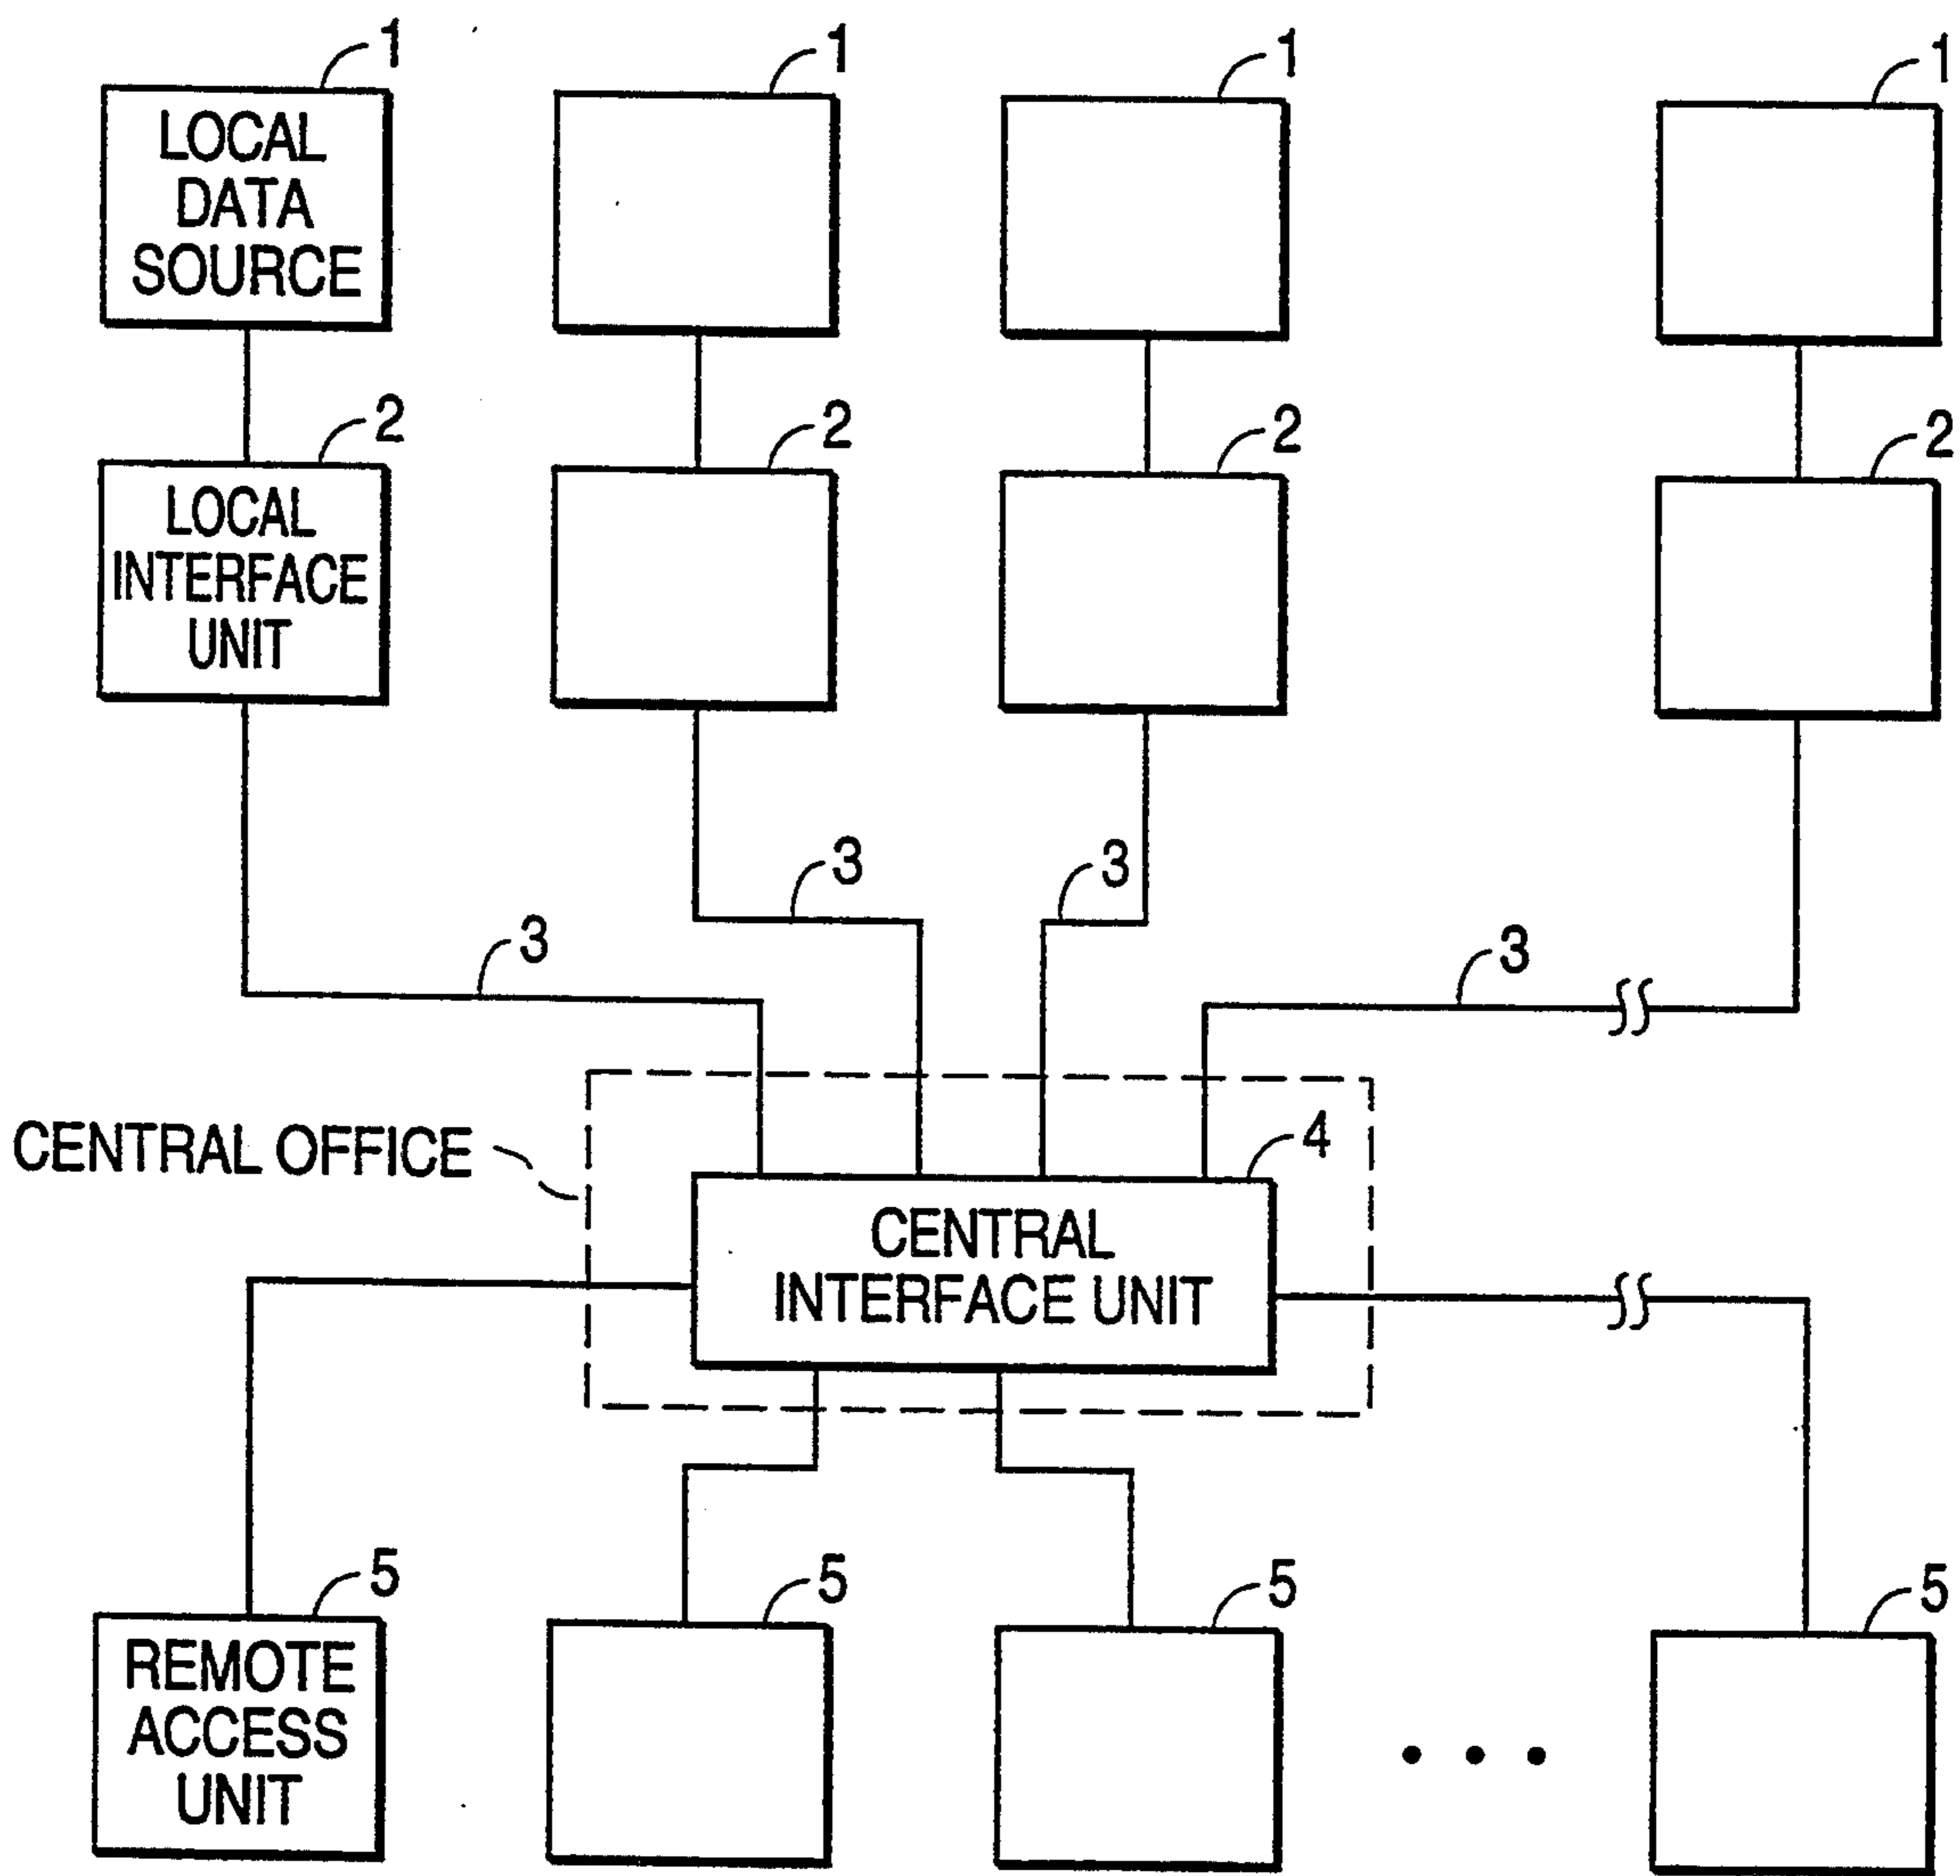 1 1 1 1
LOCAL
DATA
SOURCE
2 2 2 2
LOCAL
INTERFACE
UNIT
3 3
3 3
CENTRAL OFFICE
4
CENTRAL
INTERFACE UNIT
5 5 5 5
REMOTE
ACCESS
UNIT